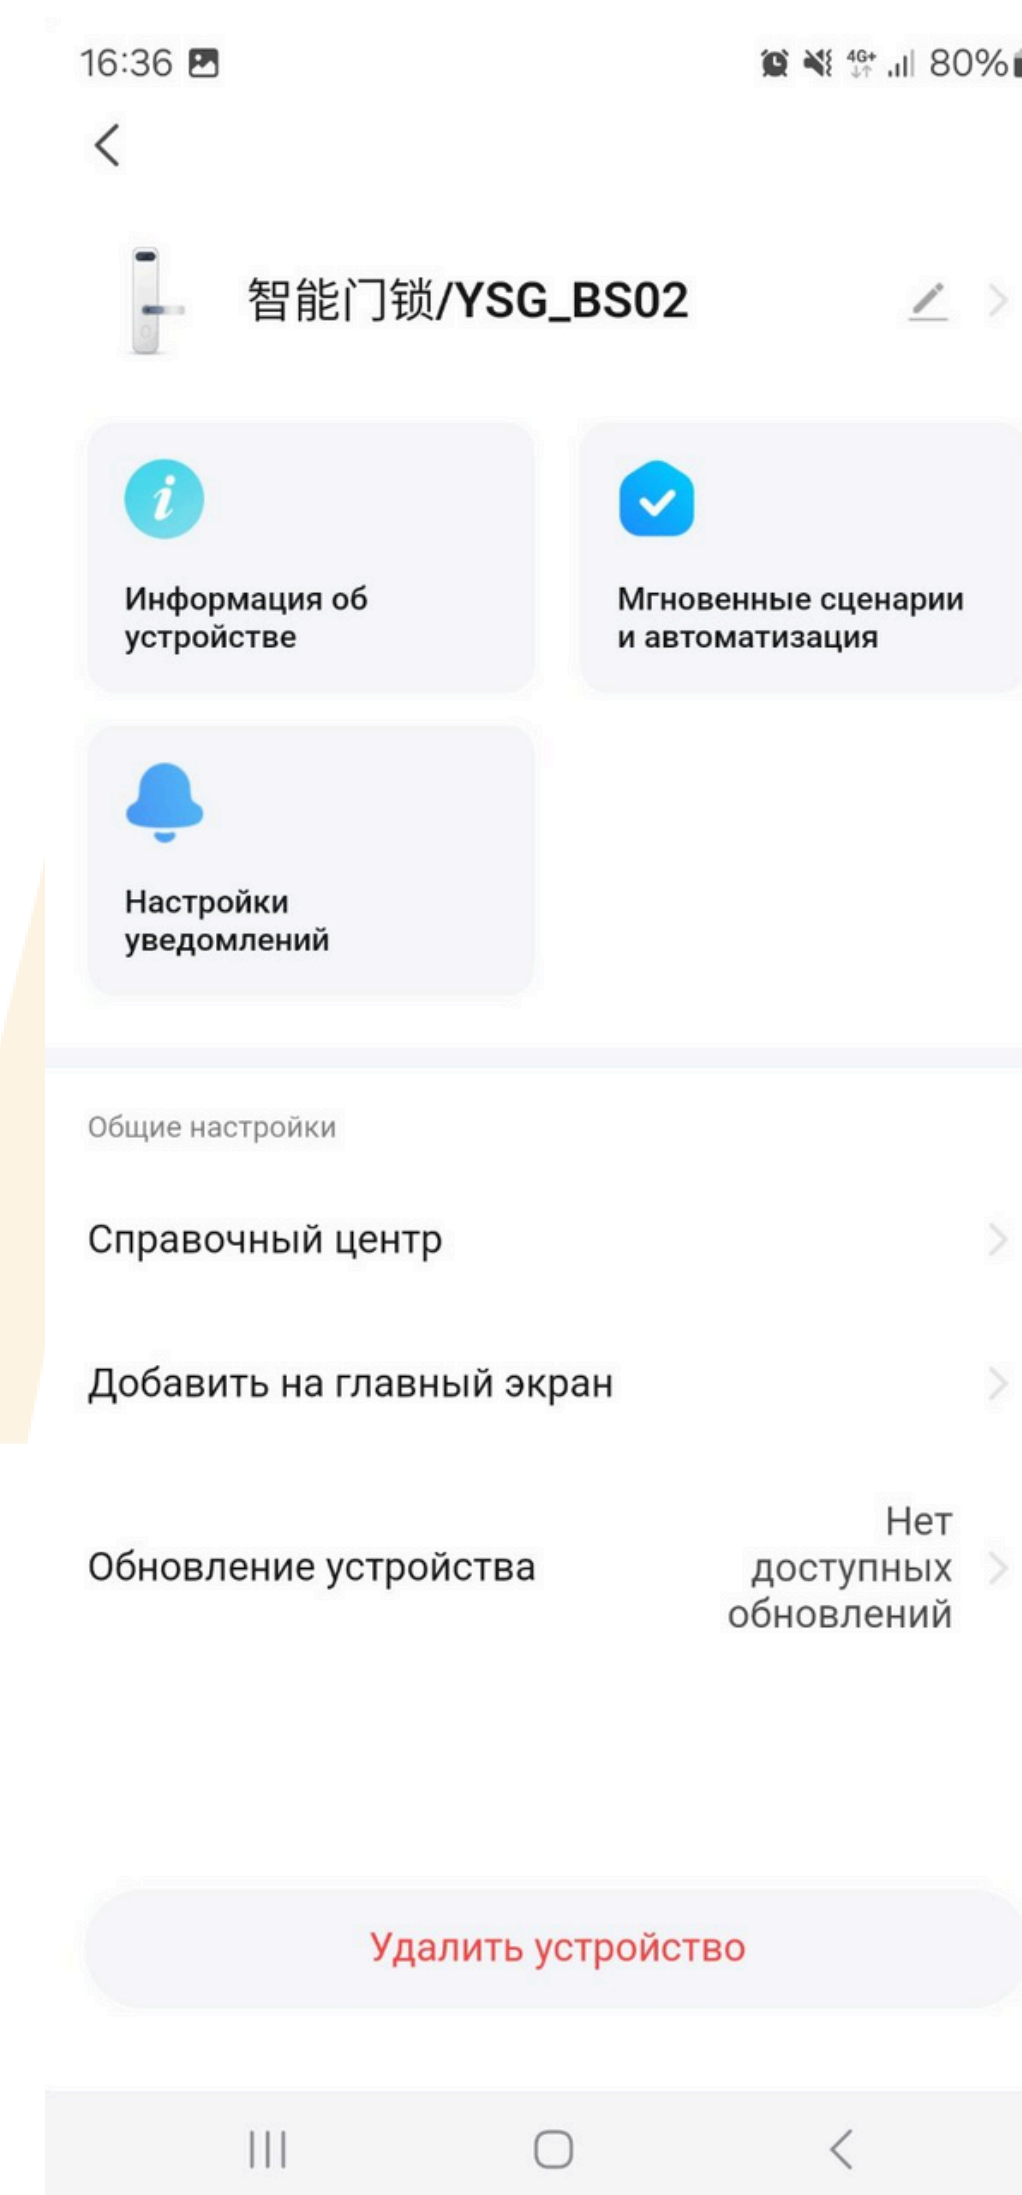 16:36
4G+ 80%
智能门锁/YSG_BS02
Информация об
устройстве
Мгновенные сценарии
и автоматизация
Настройки
уведомлений
Общие настройки
Справочный центр
Добавить на главный экран
Обновление устройства
Нет
доступных
обновлений
Удалить устройство